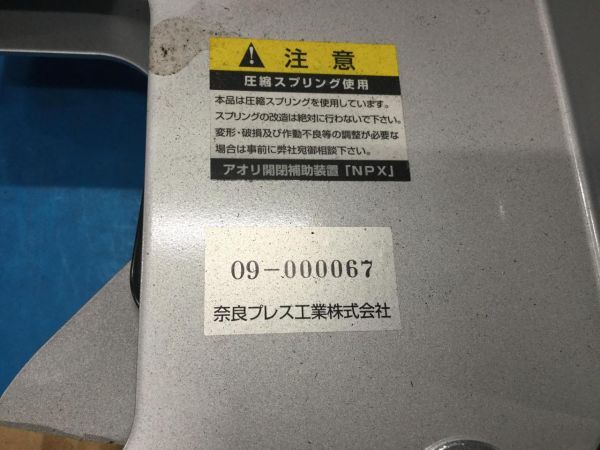 注意
圧縮スプリング使用
本品は圧縮スプリングを使用しています。
スプリングの改造は絶対に行わないで下さい。
変形・破損及び作動不良等の調整が必要な
場合は事前に弊社宛御相談下さい。
アオリ開閉補助装置「NPX」
09-000067
奈良プレス工業株式会社